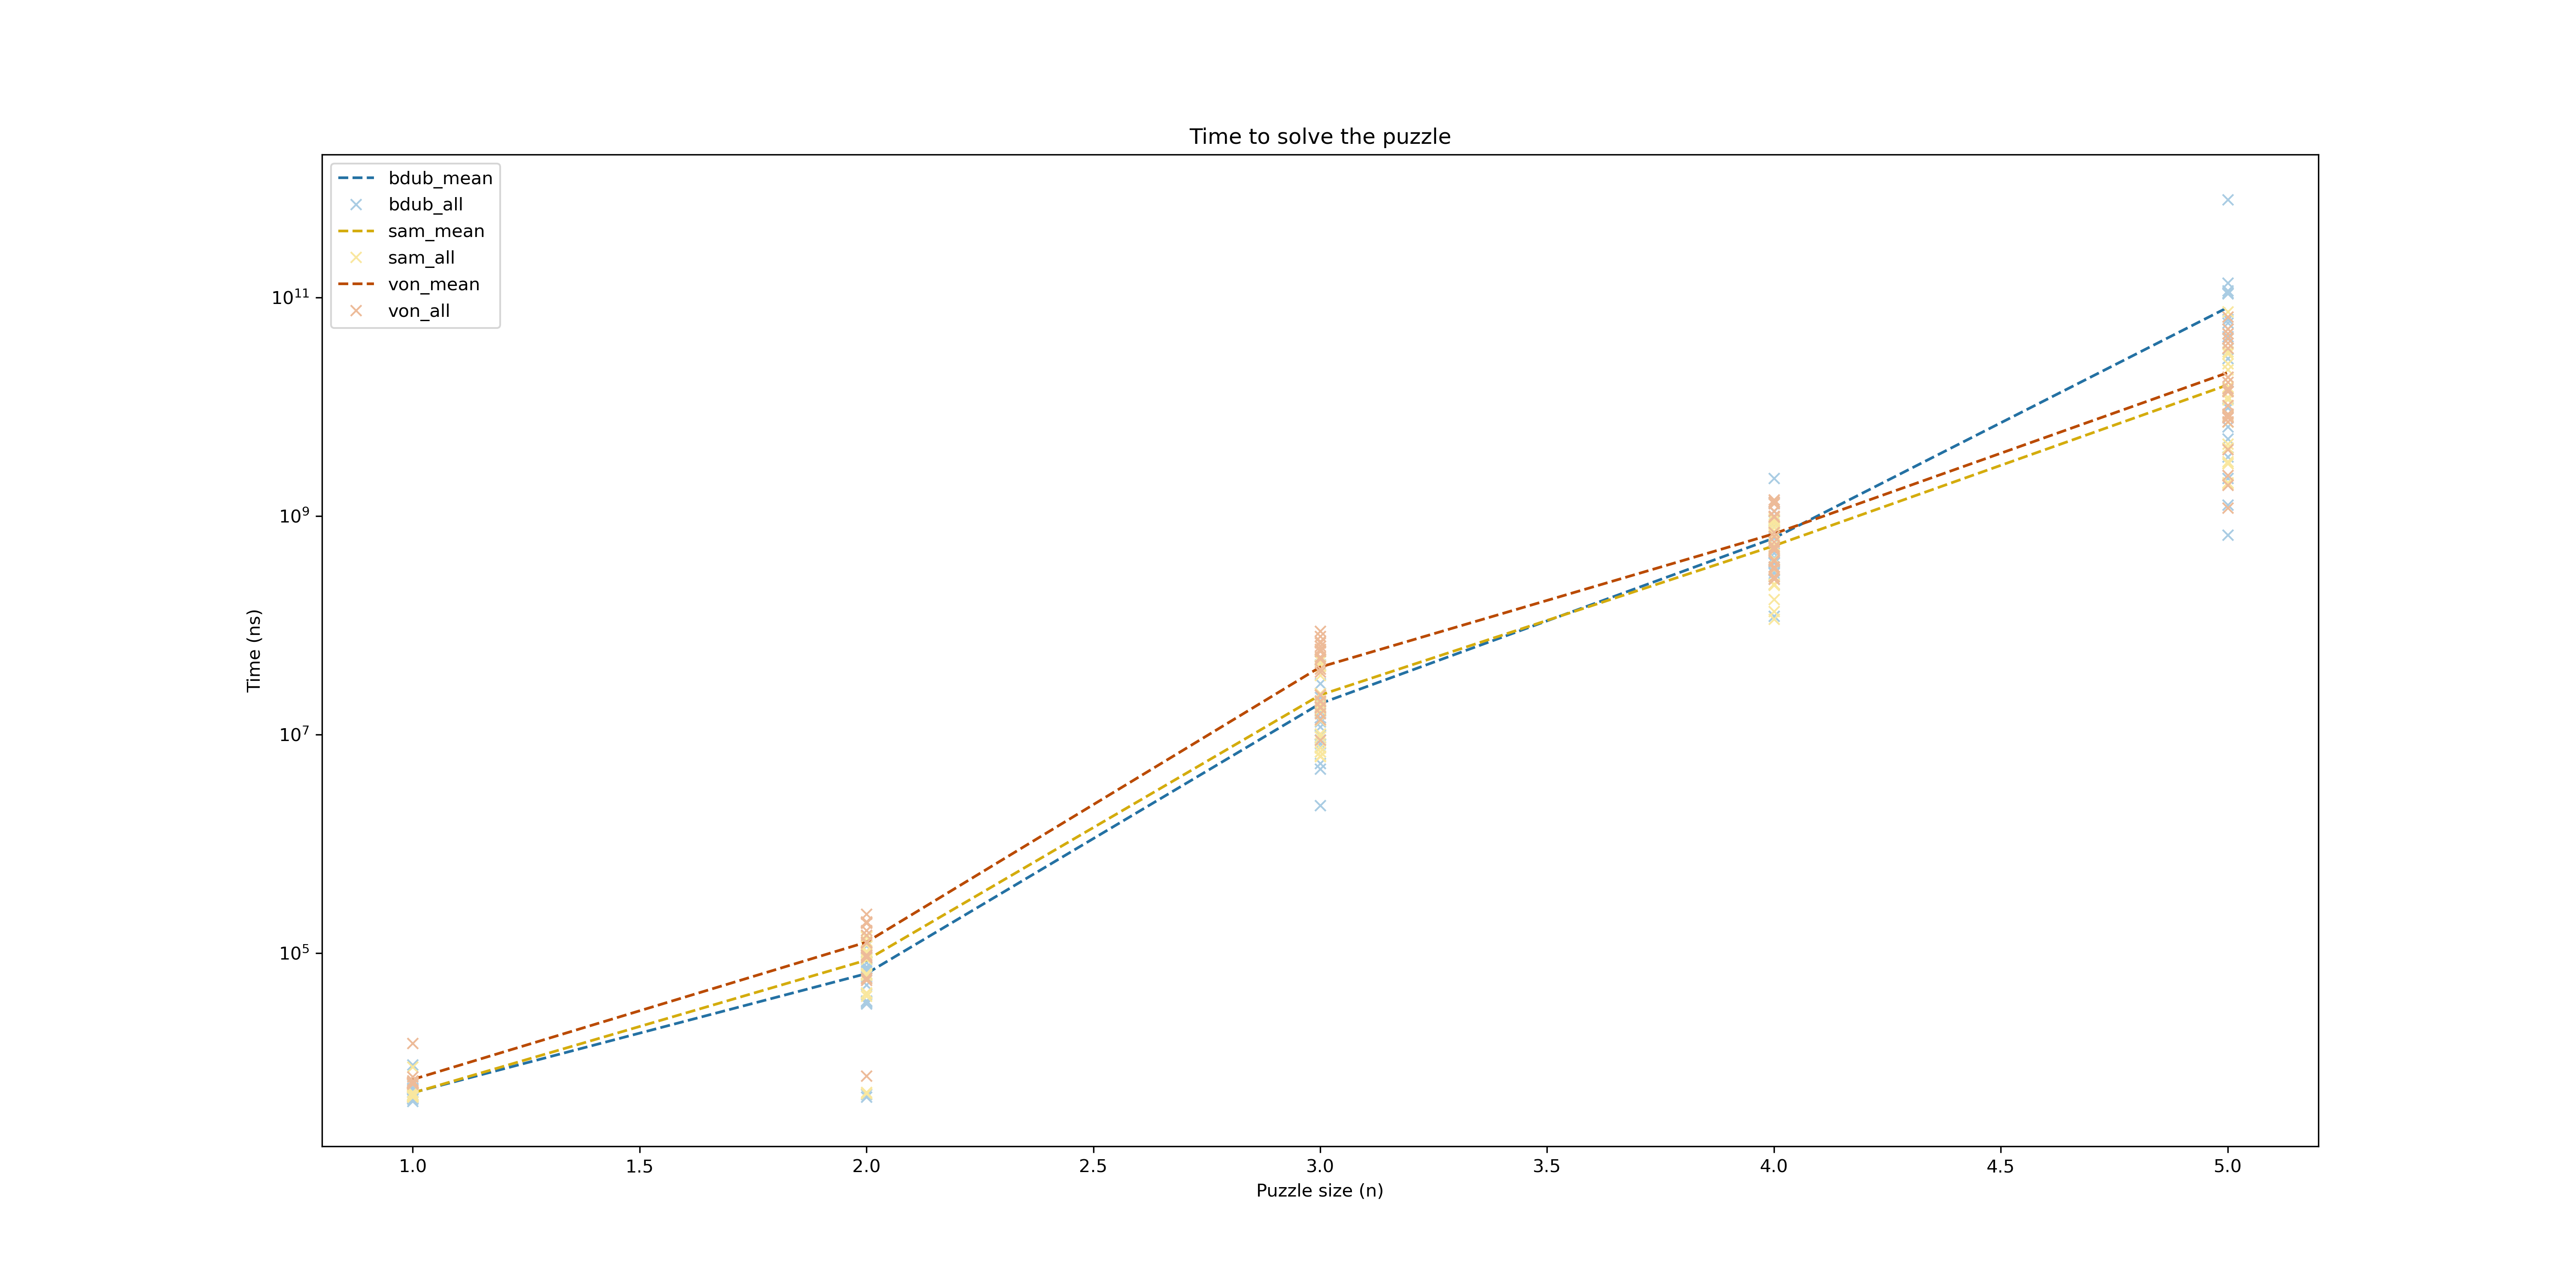 Time to solve the puzzle
bdub_mean
bdub_all
sam_mean
sam_all
von_mean
von_all
10¹¹
10⁹
10⁷
10⁵
Time (ns)
1.0 1.5 2.0 2.5 3.0 3.5 4.0 4.5 5.0
Puzzle size (n)